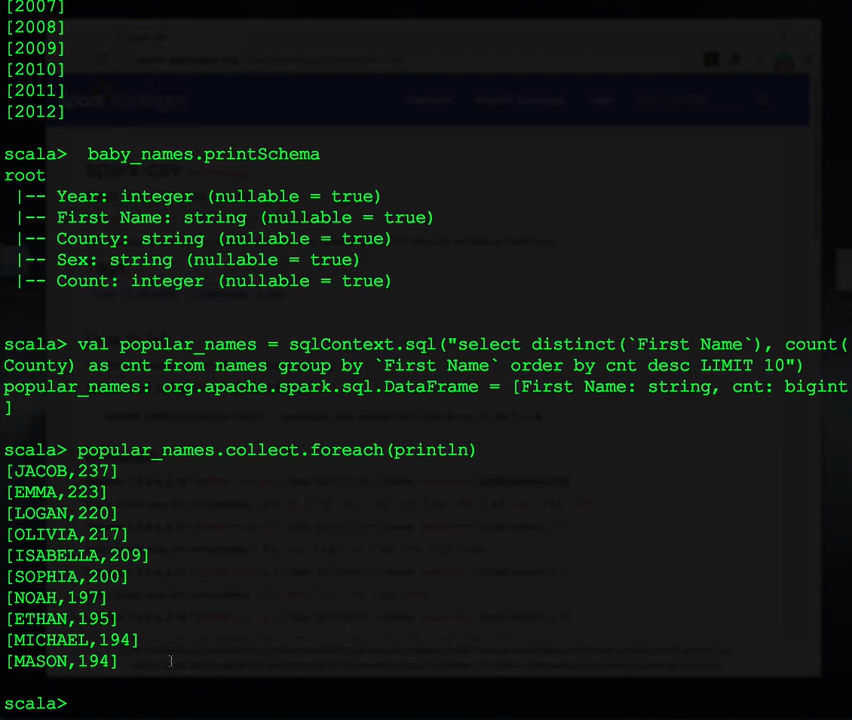 [2007]
[2008]
[2009]
[2010]
[2011]
[2012]
scala>  baby_names.printSchema
root
 |-- Year: integer (nullable = true)
 |-- First Name: string (nullable = true)
 |-- County: string (nullable = true)
 |-- Sex: string (nullable = true)
 |-- Count: integer (nullable = true)
scala> val popular_names = sqlContext.sql("select distinct(`First Name`), count(
County) as cnt from names group by `First Name` order by cnt desc LIMIT 10")
popular_names: org.apache.spark.sql.DataFrame = [First Name: string, cnt: bigint
]
scala> popular_names.collect.foreach(println)
[JACOB,237]
[EMMA,223]
[LOGAN,220]
[OLIVIA,217]
[ISABELLA,209]
[SOPHIA,200]
[NOAH,197]
[ETHAN,195]
[MICHAEL,194]
[MASON,194]
scala>